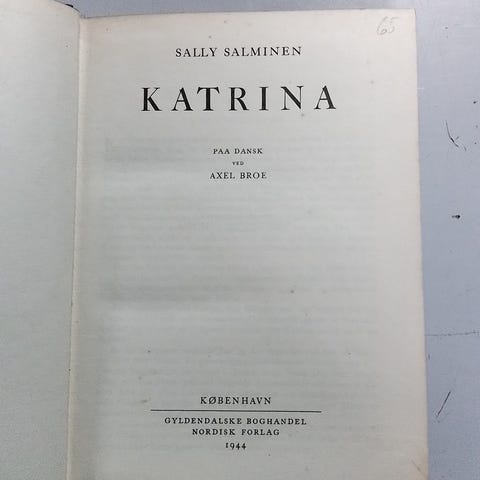 65
SALLY SALMINEN
KATRINA
PAA DANSK
VED
AXEL BROE
KØBENHAVN
GYLDENDALSKE BOGHANDEL
NORDISK FORLAG
1944